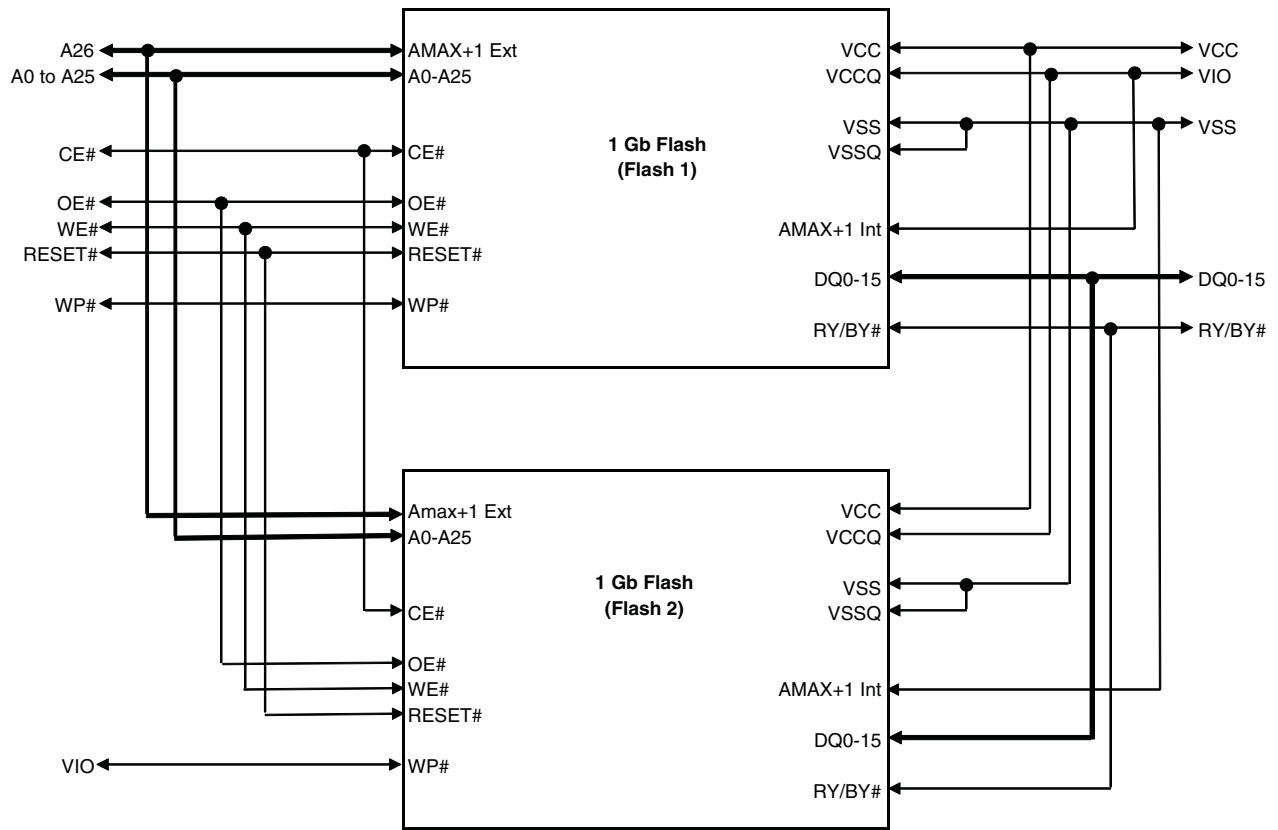 A26
A0 to A25
CE#
OE#
WE#
RESET#
WP#
AMAX+1 Ext
A0-A25
CE#
OE#
WE#
RESET#
WP#
1 Gb Flash
(Flash 1)
VCC
VCCQ
VSS
VSSQ
AMAX+1 Int
DQ0-15
RY/BY#
VCC
VIO
VSS
DQ0-15
RY/BY#
VIO
Amax+1 Ext
A0-A25
CE#
OE#
WE#
RESET#
WP#
1 Gb Flash
(Flash 2)
VCC
VCCQ
VSS
VSSQ
AMAX+1 Int
DQ0-15
RY/BY#